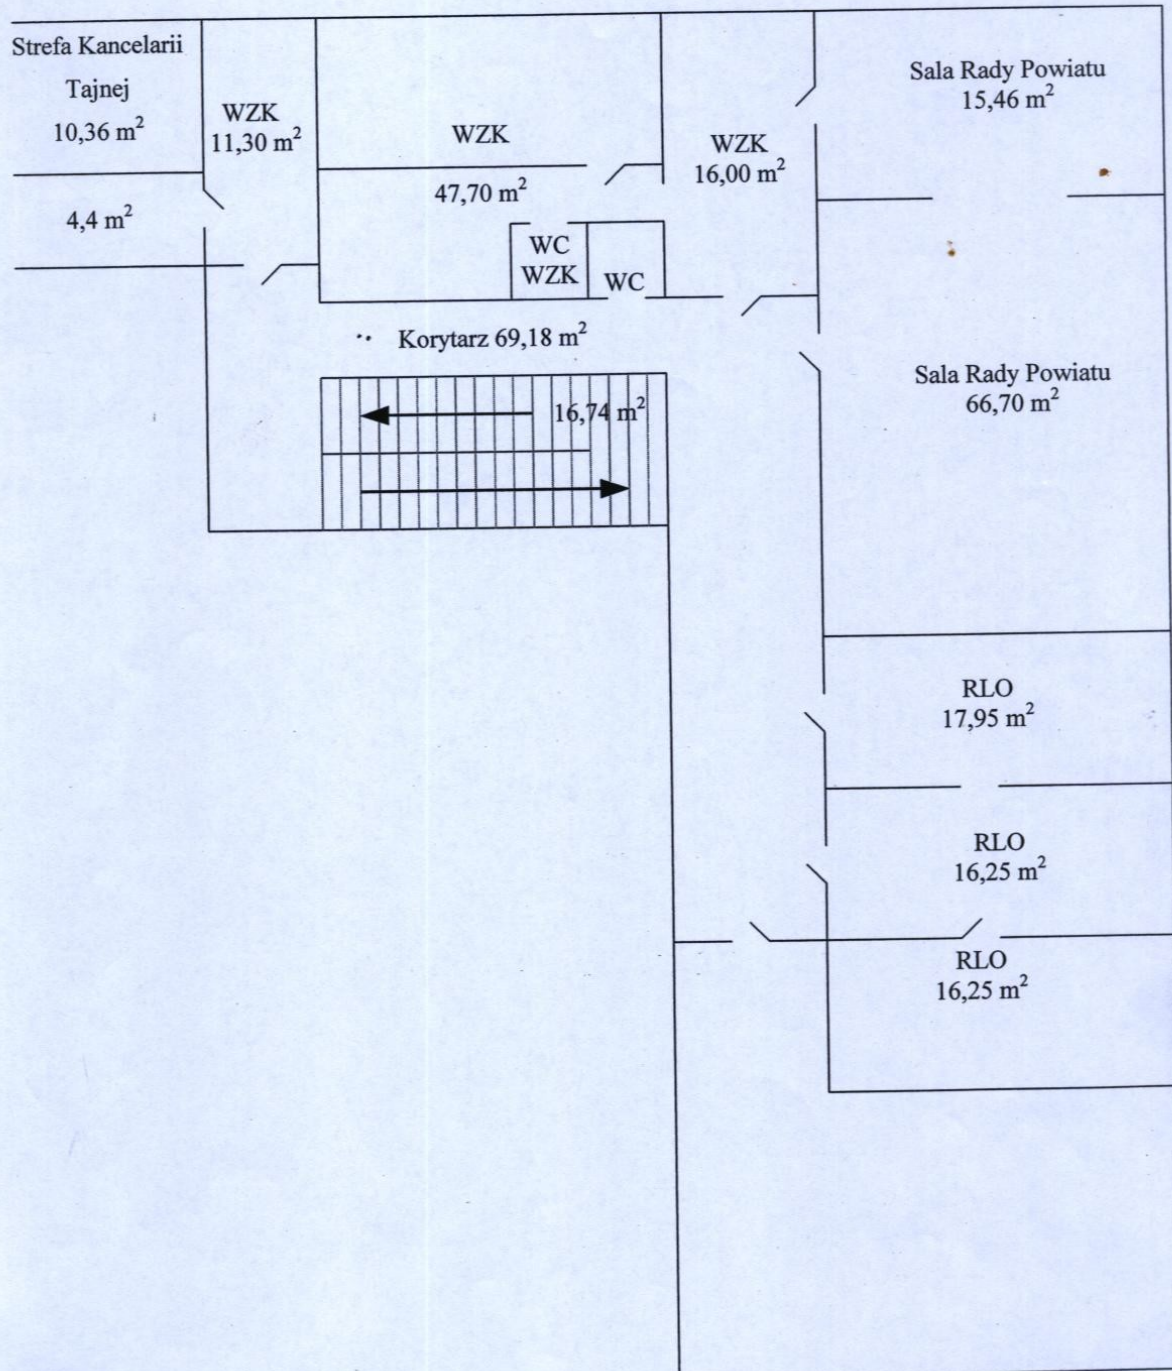 Strefa Kancelarii
Tajnej
10,36 m²
4,4 m²
WZK
11,30 m²
WZK
47,70 m²
WC
WZK
WC
WZK
16,00 m²
Sala Rady Powiatu
15,46 m²
Korytarz 69,18 m²
16,74 m²
Sala Rady Powiatu
66,70 m²
RLO
17,95 m²
RLO
16,25 m²
RLO
16,25 m²